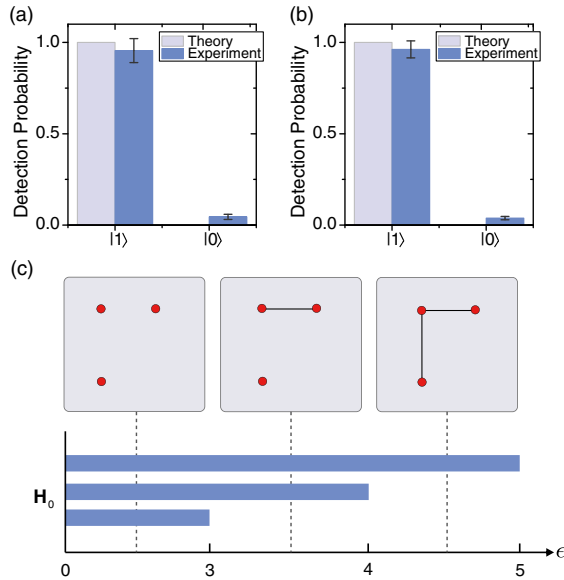 (a)
1.0
0.5
0.0
Detection Probability
Theory
Experiment
|1⟩
|0⟩
(b)
1.0
0.5
0.0
Detection Probability
Theory
Experiment
|1⟩
|0⟩
(c)
H₀
0 3 4 5 ϵ